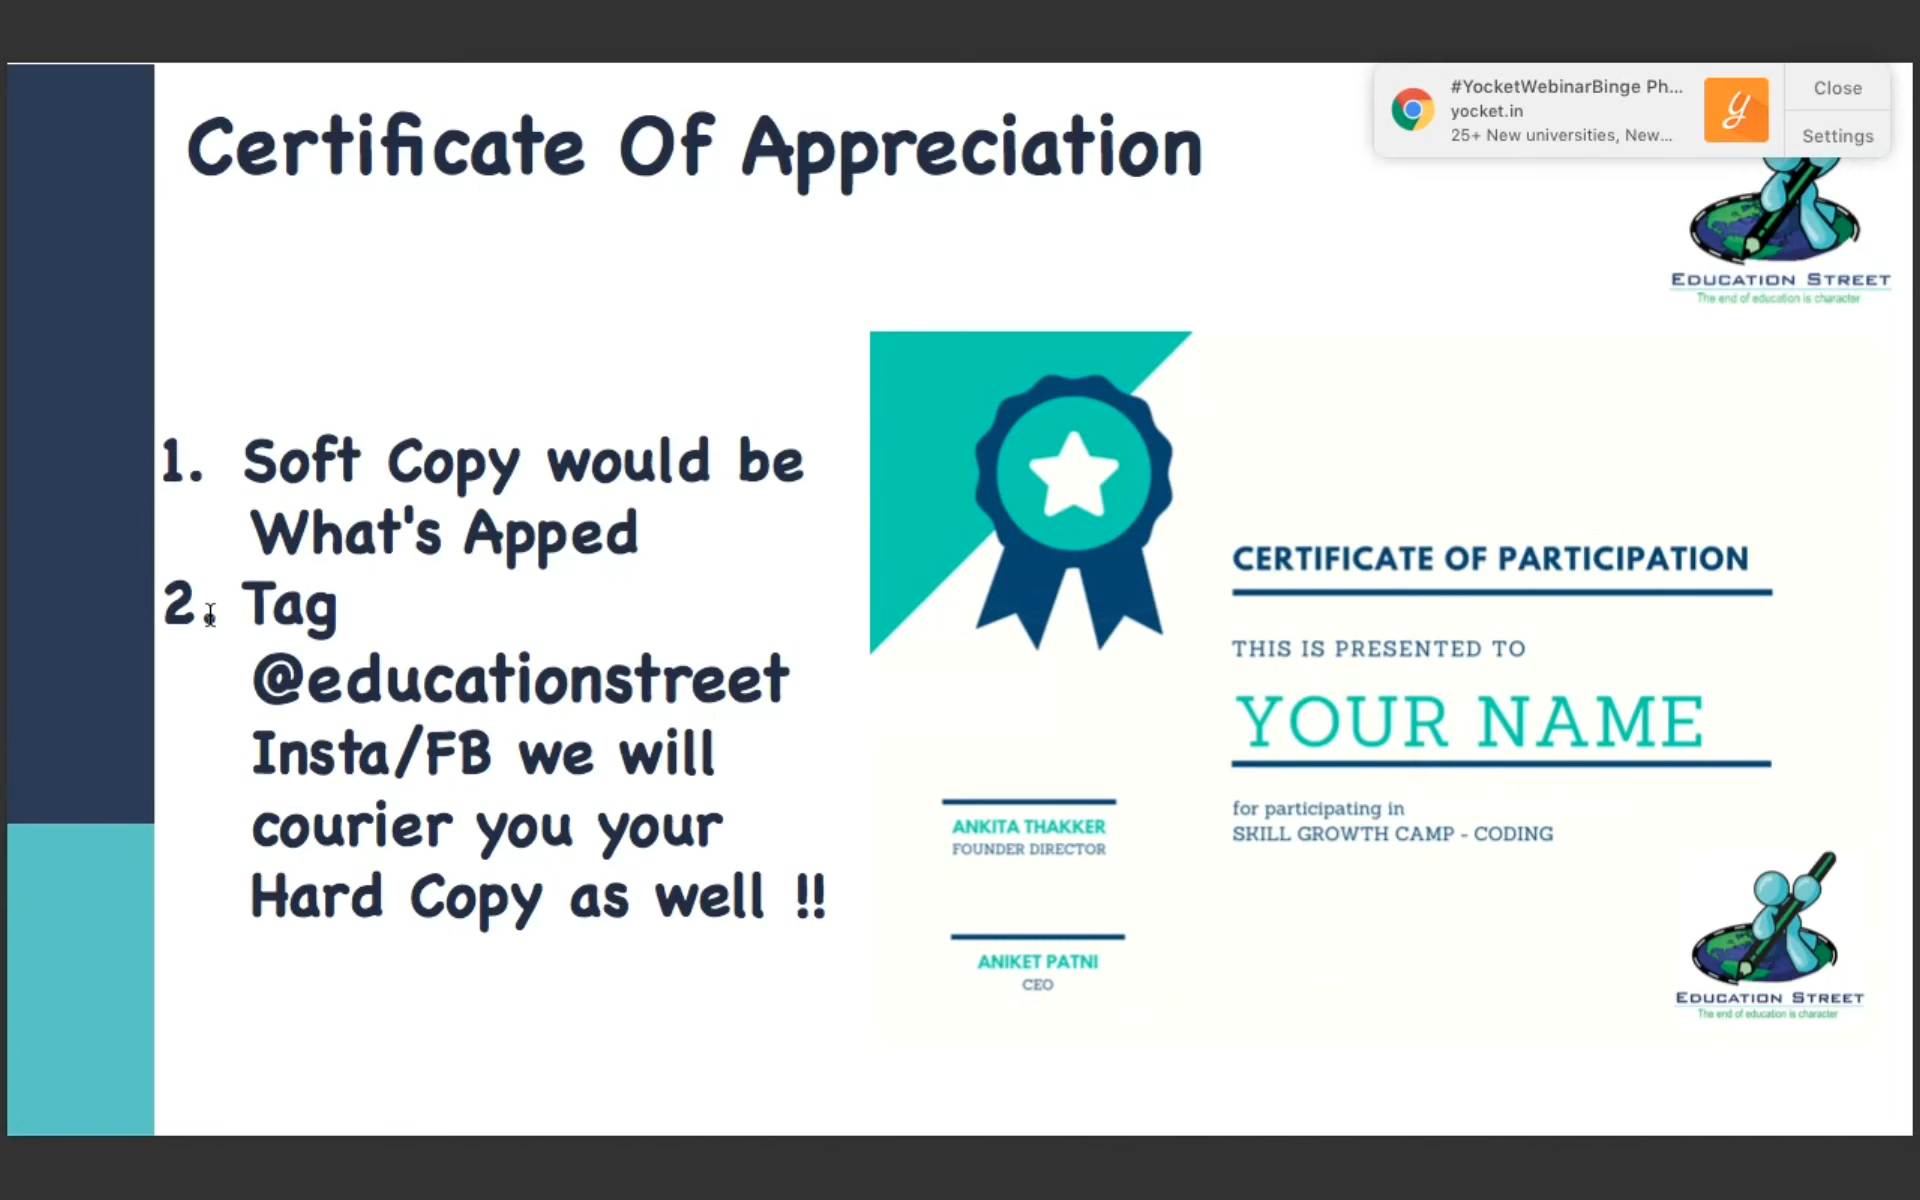 Certificate Of Appreciation
#YocketWebinarBinge Ph...
yocket.in
25+ New universities, New...
y
Close
Settings
EDUCATION STREET
The end of education is character
1. Soft Copy would be
What's Apped
2. Tag
@educationstreet
Insta/FB we will
courier you your
Hard Copy as well !!
CERTIFICATE OF PARTICIPATION
THIS IS PRESENTED TO
YOUR NAME
for participating in
SKILL GROWTH CAMP - CODING
ANKITA THAKKER
FOUNDER DIRECTOR
ANIKET PATNI
CEO
EDUCATION STREET
The end of education is character